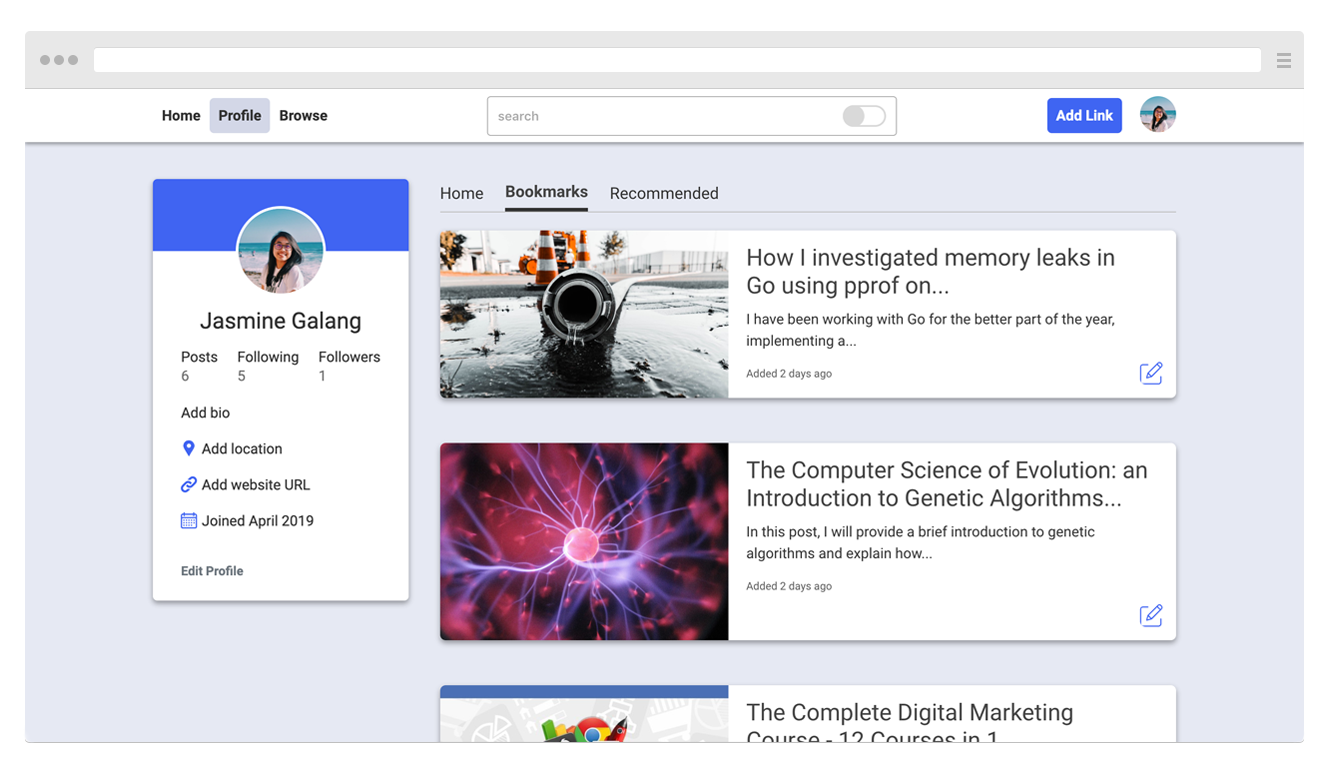 Home Profile Browse
search
Add Link
Jasmine Galang
Posts Following Followers
6 5 1
Add bio
Add location
Add website URL
Joined April 2019
Edit Profile
Home Bookmarks Recommended
How I investigated memory leaks in
Go using pprof on...
I have been working with Go for the better part of the year,
implementing a...
Added 2 days ago
The Computer Science of Evolution: an
Introduction to Genetic Algorithms...
In this post, I will provide a brief introduction to genetic
algorithms and explain how...
Added 2 days ago
The Complete Digital Marketing
Course - 12 Courses in 1